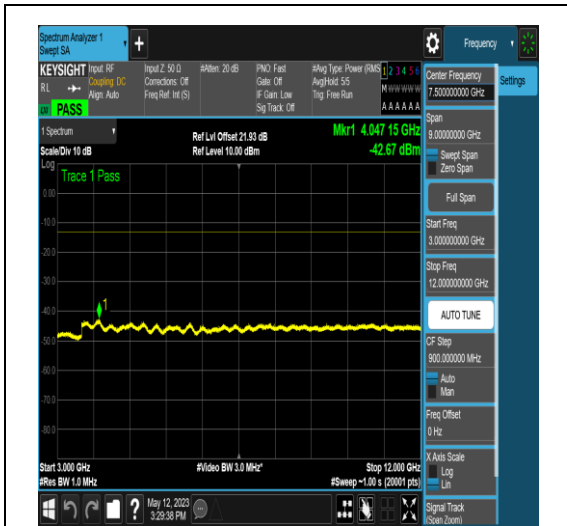 Spectrum Analyzer 1
Swept SA
+
Frequency
KEYSIGHT Input: RF
RL
Coupling: DC
Align: Auto
Input Z: 50 Ω
Corrections: Off
Freq Ref: Int (S)
#Atten: 20 dB
PNO: Fast
Gate: Off
IF Gain: Low
Sig Track: Off
#Avg Type: Power (RMS
Avg|Hold: 5/5
Trig: Free Run
1 2 3 4 5 6
M W W W W W
A A A A A A
PASS
Center Frequency
7.500000000 GHz
Settings
Span
9.00000000 GHz
Swept Span
Zero Span
Full Span
Start Freq
3.000000000 GHz
Stop Freq
12.000000000 GHz
AUTO TUNE
CF Step
900.000000 MHz
Auto
Man
Freq Offset
0 Hz
X Axis Scale
Log
Lin
Signal Track
(Span Zoom)
1 Spectrum
Scale/Div 10 dB
Ref Lvl Offset 21.93 dB
Ref Level 10.00 dBm
Mkr1 4.047 15 GHz
-42.67 dBm
Log
Trace 1 Pass
0.00
-10.0
-20.0
-30.0
-40.0
-50.0
-60.0
-70.0
-80.0
1
Start 3.000 GHz
#Res BW 1.0 MHz
#Video BW 3.0 MHz*
Stop 12.000 GHz
#Sweep ~1.00 s (20001 pts)
?
May 12, 2023
3:29:38 PM